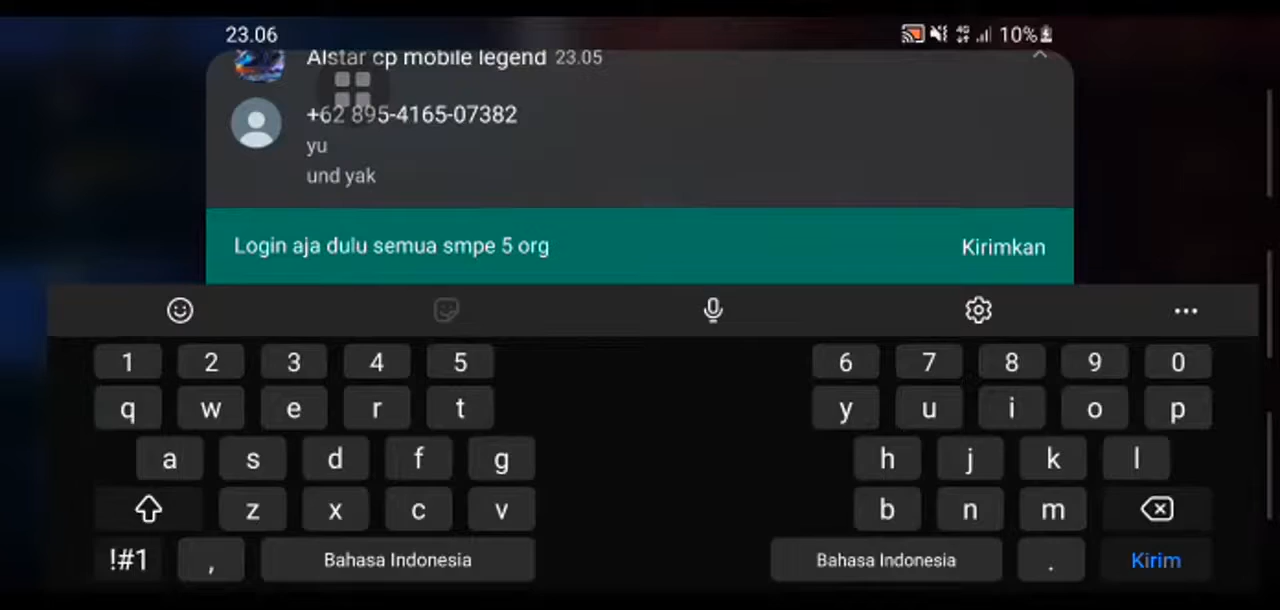 23.06
10%
Alstar cp mobile legend 23.05
+62 895-4165-07382
yu
und yak
Login aja dulu semua smpe 5 org Kirimkan
1 2 3 4 5 6 7 8 9 0
q w e r t y u i o p
a s d f g h j k l
z x c v b n m
!#1 , Bahasa Indonesia Bahasa Indonesia . Kirim